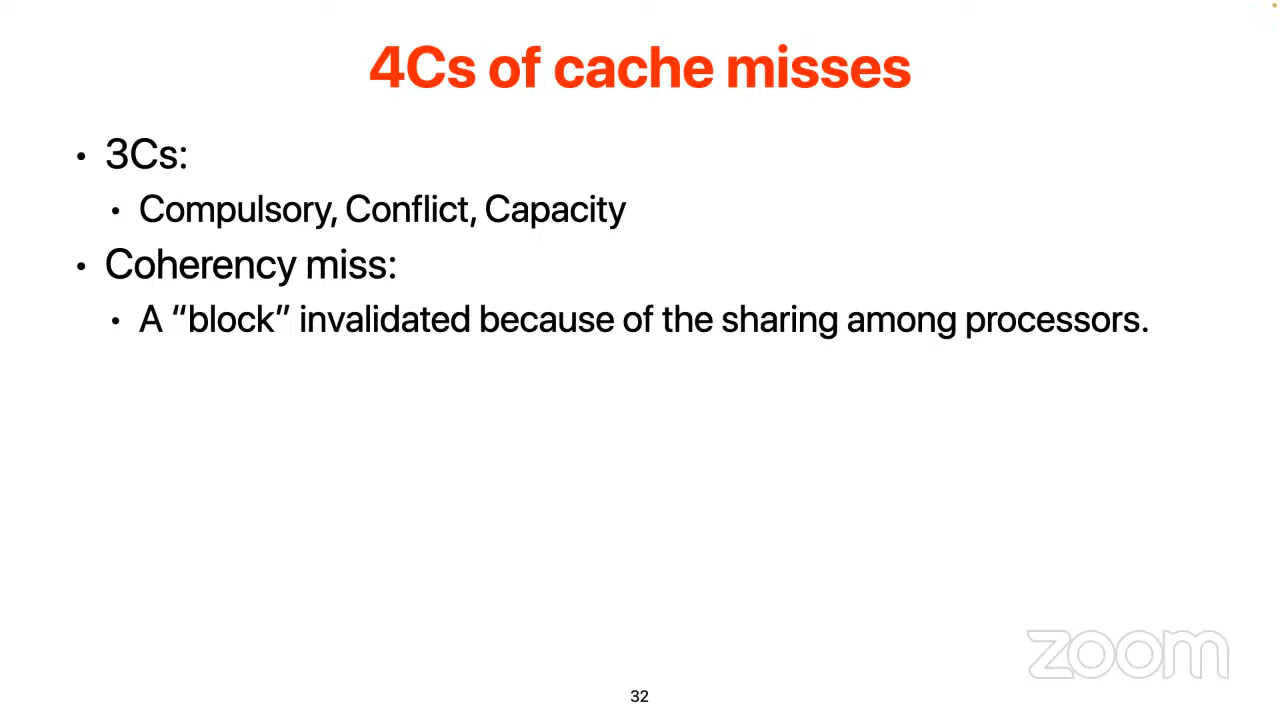 4Cs of cache misses
• 3Cs:
• Compulsory, Conflict, Capacity
• Coherency miss:
• A “block” invalidated because of the sharing among processors.
zoom
32